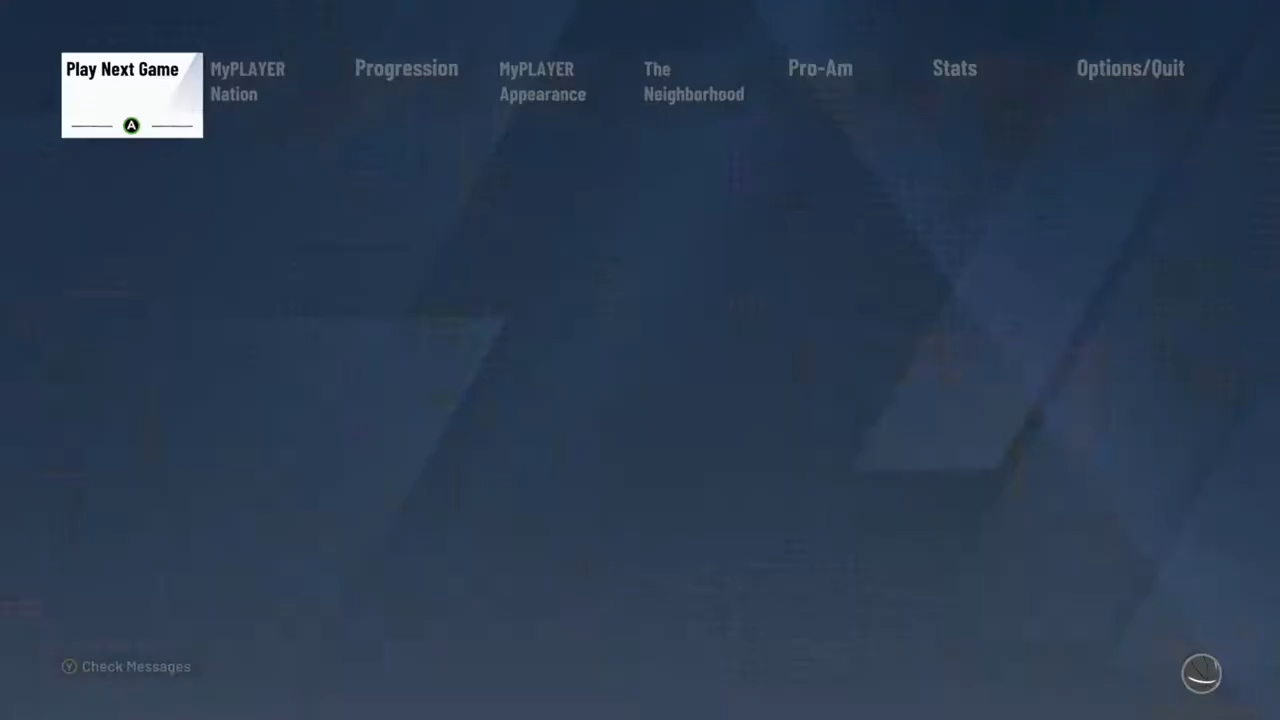 Play Next Game
A
MyPLAYER
Nation
Progression
MyPLAYER
Appearance
The
Neighborhood
Pro-Am
Stats
Options/Quit
Y Check Messages